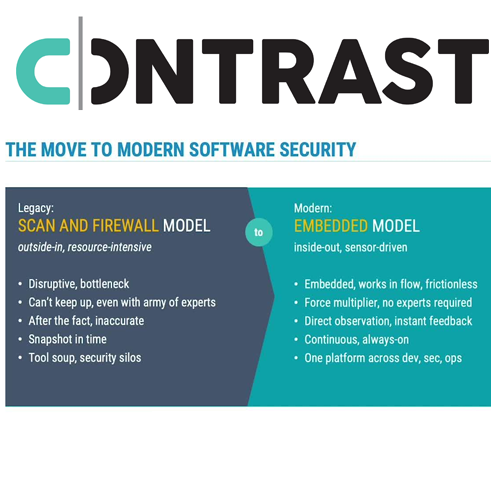 CONTRAST
THE MOVE TO MODERN SOFTWARE SECURITY
Legacy:
SCAN AND FIREWALL MODEL
outside-in, resource-intensive
• Disruptive, bottleneck
• Can't keep up, even with army of experts
• After the fact, inaccurate
• Snapshot in time
• Tool soup, security silos
to
Modern:
EMBEDDED MODEL
inside-out, sensor-driven
• Embedded, works in flow, frictionless
• Force multiplier, no experts required
• Direct observation, instant feedback
• Continuous, always-on
• One platform across dev, sec, ops